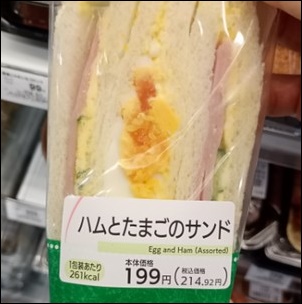 ハムとたまごのサンド
Egg and Ham (Assorted)
1包装あたり
261kcal
本体価格
199円
(税込価格
214.92円)